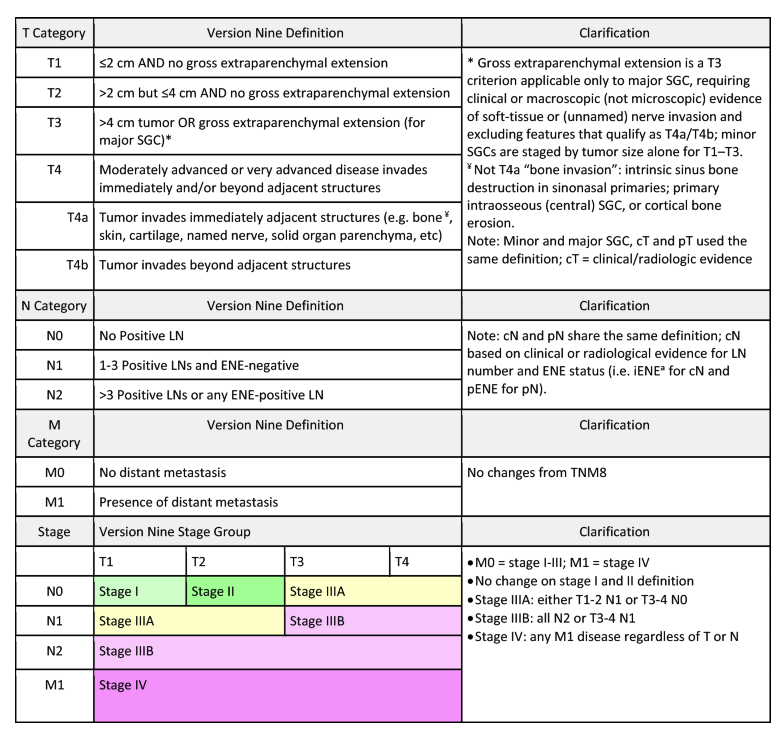 T Category
Version Nine Definition
Clarification
T1
≤2 cm AND no gross extraparenchymal extension
T2
>2 cm but ≤4 cm AND no gross extraparenchymal extension
T3
>4 cm tumor OR gross extraparenchymal extension (for
major SGC)*
T4
Moderately advanced or very advanced disease invades
immediately and/or beyond adjacent structures
T4a
Tumor invades immediately adjacent structures (e.g. bone¥,
skin, cartilage, named nerve, solid organ parenchyma, etc)
T4b
Tumor invades beyond adjacent structures
* Gross extraparenchymal extension is a T3
criterion applicable only to major SGC, requiring
clinical or macroscopic (not microscopic) evidence
of soft-tissue or (unnamed) nerve invasion and
excluding features that qualify as T4a/T4b; minor
SGCs are staged by tumor size alone for T1–T3.
¥ Not T4a “bone invasion”: intrinsic sinus bone
destruction in sinonasal primaries; primary
intraosseous (central) SGC, or cortical bone
erosion.
Note: Minor and major SGC, cT and pT used the
same definition; cT = clinical/radiologic evidence
N Category
Version Nine Definition
Clarification
N0
No Positive LN
N1
1-3 Positive LNs and ENE-negative
N2
>3 Positive LNs or any ENE-positive LN
Note: cN and pN share the same definition; cN
based on clinical or radiological evidence for LN
number and ENE status (i.e. iENEª for cN and
pENE for pN).
M
Category
Version Nine Definition
Clarification
M0
No distant metastasis
M1
Presence of distant metastasis
No changes from TNM8
Stage
Version Nine Stage Group
Clarification
T1
T2
T3
T4
N0
Stage I
Stage II
Stage IIIA
N1
Stage IIIA
Stage IIIB
N2
Stage IIIB
M1
Stage IV
•M0 = stage I-III; M1 = stage IV
•No change on stage I and II definition
•Stage IIIA: either T1-2 N1 or T3-4 N0
•Stage IIIB: all N2 or T3-4 N1
•Stage IV: any M1 disease regardless of T or N